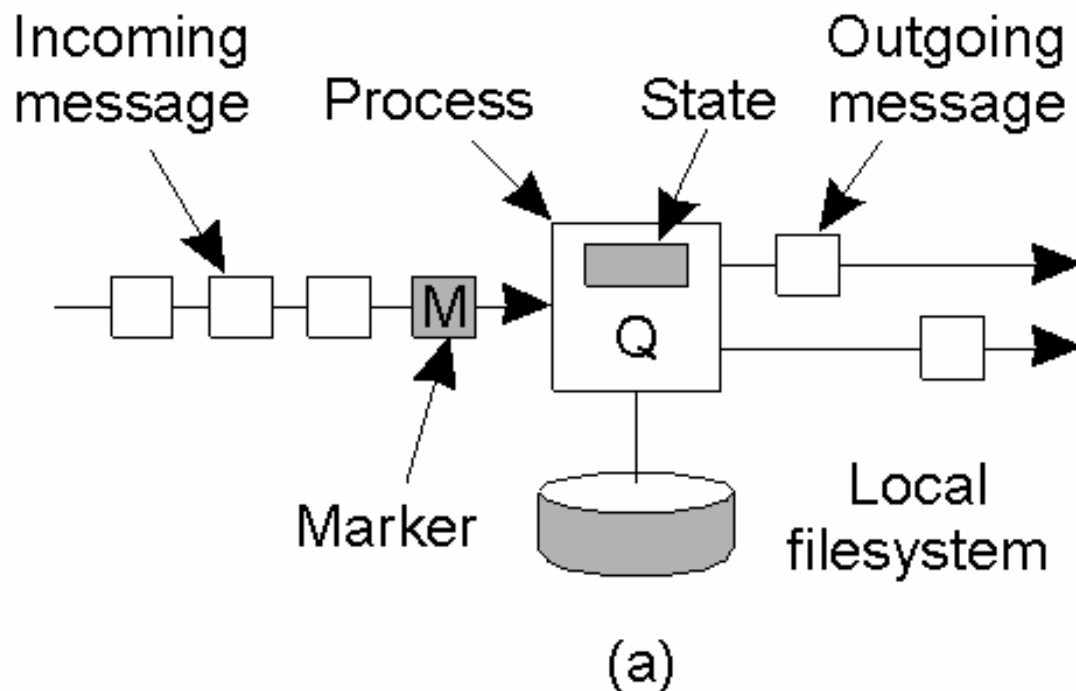 Incoming
message
Process
State
Outgoing
message
M
Q
Marker
Local
filesystem
(a)